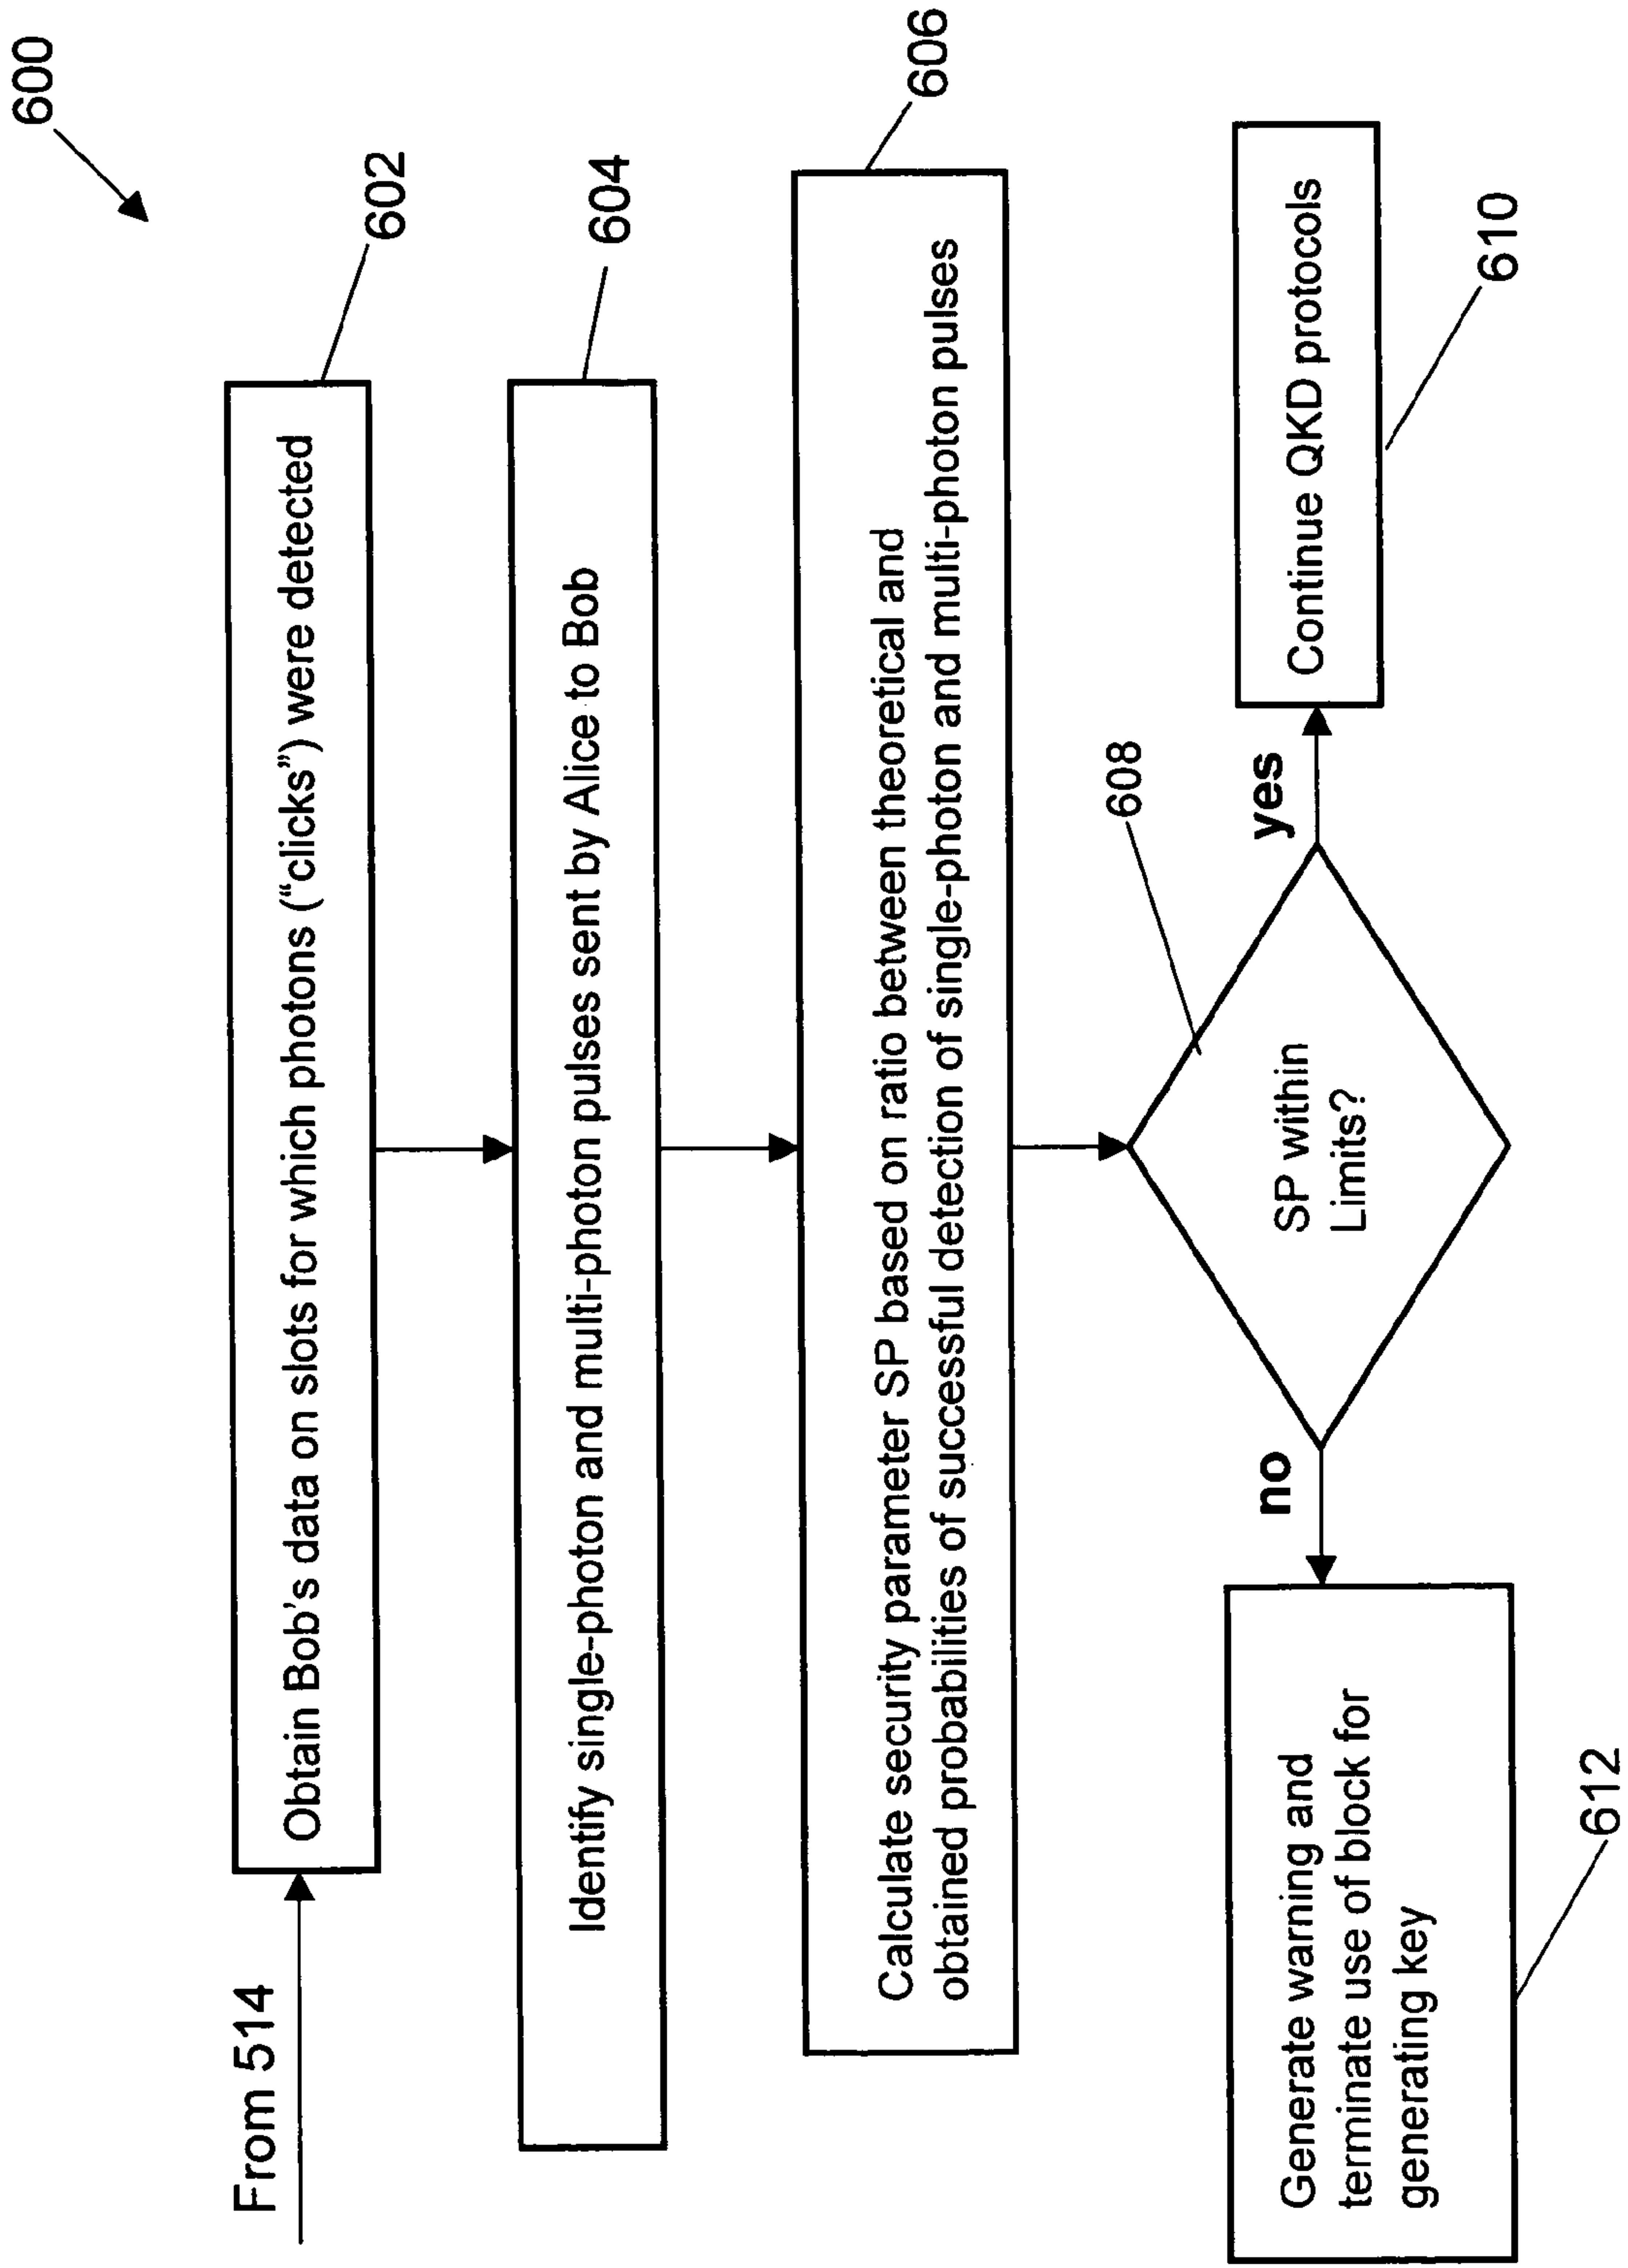 600
From 514
Obtain Bob's data on slots for which photons (“clicks”) were detected
602
Identify single-photon and multi-photon pulses sent by Alice to Bob
604
Calculate security parameter SP based on ratio between theoretical and
obtained probabilities of successful detection of single-photon and multi-photon pulses
606
608
SP within
Limits?
no
yes
Generate warning and
terminate use of block for
generating key
612
Continue QKD protocols
610